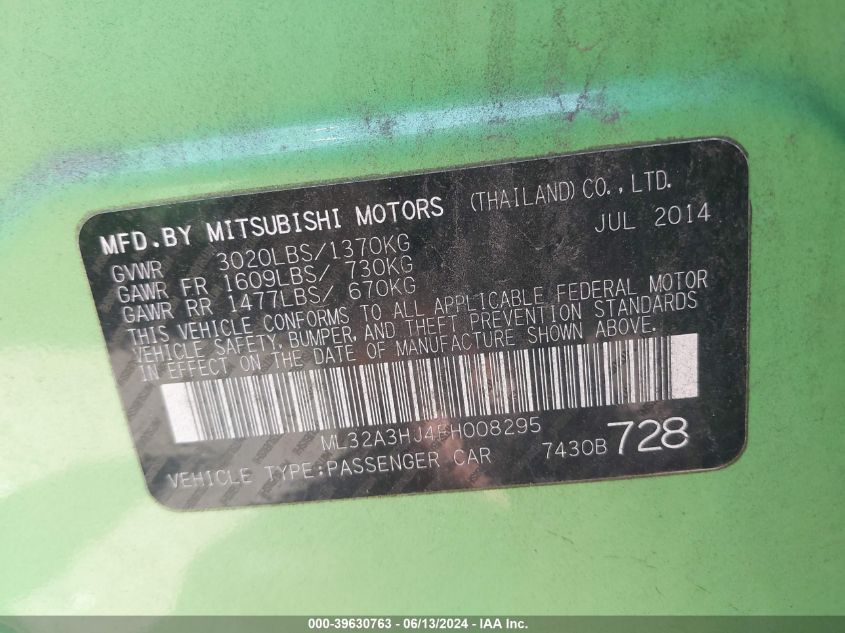 MFD.BY MITSUBISHI MOTORS (THAILAND) CO.,LTD.
JUL 2014
GVWR 3020LBS/1370KG
GAWR FR 1609LBS/ 730KG
GAWR RR 1477LBS/ 670KG
THIS VEHICLE CONFORMS TO ALL APPLICABLE FEDERAL MOTOR
VEHICLE SAFETY, BUMPER, AND THEFT PREVENTION STANDARDS
IN EFFECT ON THE DATE OF MANUFACTURE SHOWN ABOVE.
ML32A3HJ4FH008295
VEHICLE TYPE:PASSENGER CAR 7430B 728
000-39630763 - 06/13/2024 - IAA Inc.